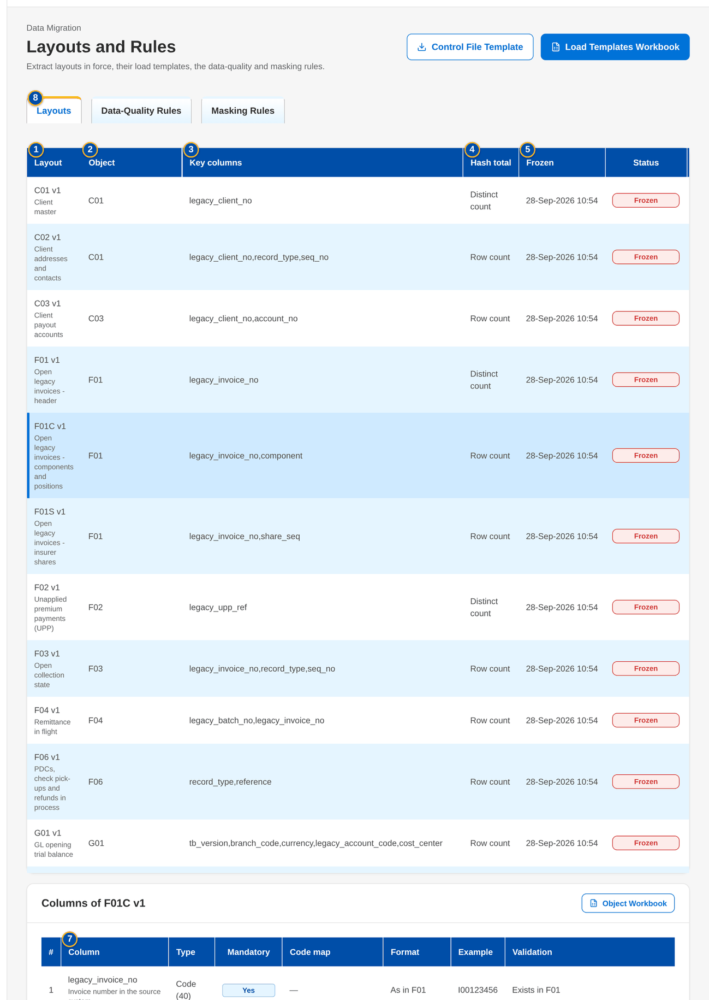 Data Migration
Layouts and Rules
Extract layouts in force, their load templates, the data-quality and masking rules.
Control File Template
Load Templates Workbook
8
Layouts
Data-Quality Rules
Masking Rules
1 2 3 4 5
Layout Object Key columns Hash total Frozen Status
C01 v1
Client
master
C01
legacy_client_no
Distinct
count
28-Sep-2026 10:54
Frozen
C02 v1
Client
addresses
and
contacts
C01
legacy_client_no,record_type,seq_no
Row count
28-Sep-2026 10:54
Frozen
C03 v1
Client
payout
accounts
C03
legacy_client_no,account_no
Row count
28-Sep-2026 10:54
Frozen
F01 v1
Open
legacy
invoices -
header
F01
legacy_invoice_no
Distinct
count
28-Sep-2026 10:54
Frozen
F01C v1
Open
legacy
invoices -
components
and
positions
F01
legacy_invoice_no,component
Row count
28-Sep-2026 10:54
Frozen
F01S v1
Open
legacy
invoices -
insurer
shares
F01
legacy_invoice_no,share_seq
Row count
28-Sep-2026 10:54
Frozen
F02 v1
Unapplied
premium
payments
(UPP)
F02
legacy_upp_ref
Distinct
count
28-Sep-2026 10:54
Frozen
F03 v1
Open
collection
state
F03
legacy_invoice_no,record_type,seq_no
Row count
28-Sep-2026 10:54
Frozen
F04 v1
Remittance
in flight
F04
legacy_batch_no,legacy_invoice_no
Row count
28-Sep-2026 10:54
Frozen
F06 v1
PDCs,
check pick-
ups and
refunds in
process
F06
record_type,reference
Row count
28-Sep-2026 10:54
Frozen
G01 v1
GL opening
trial balance
G01
tb_version,branch_code,currency,legacy_account_code,cost_center
Row count
28-Sep-2026 10:54
Frozen
Columns of F01C v1
Object Workbook
7
# Column Type Mandatory Code map Format Example Validation
1
legacy_invoice_no
Invoice number in the source
Code
(40)
Yes
—
As in F01
I00123456
Exists in F01